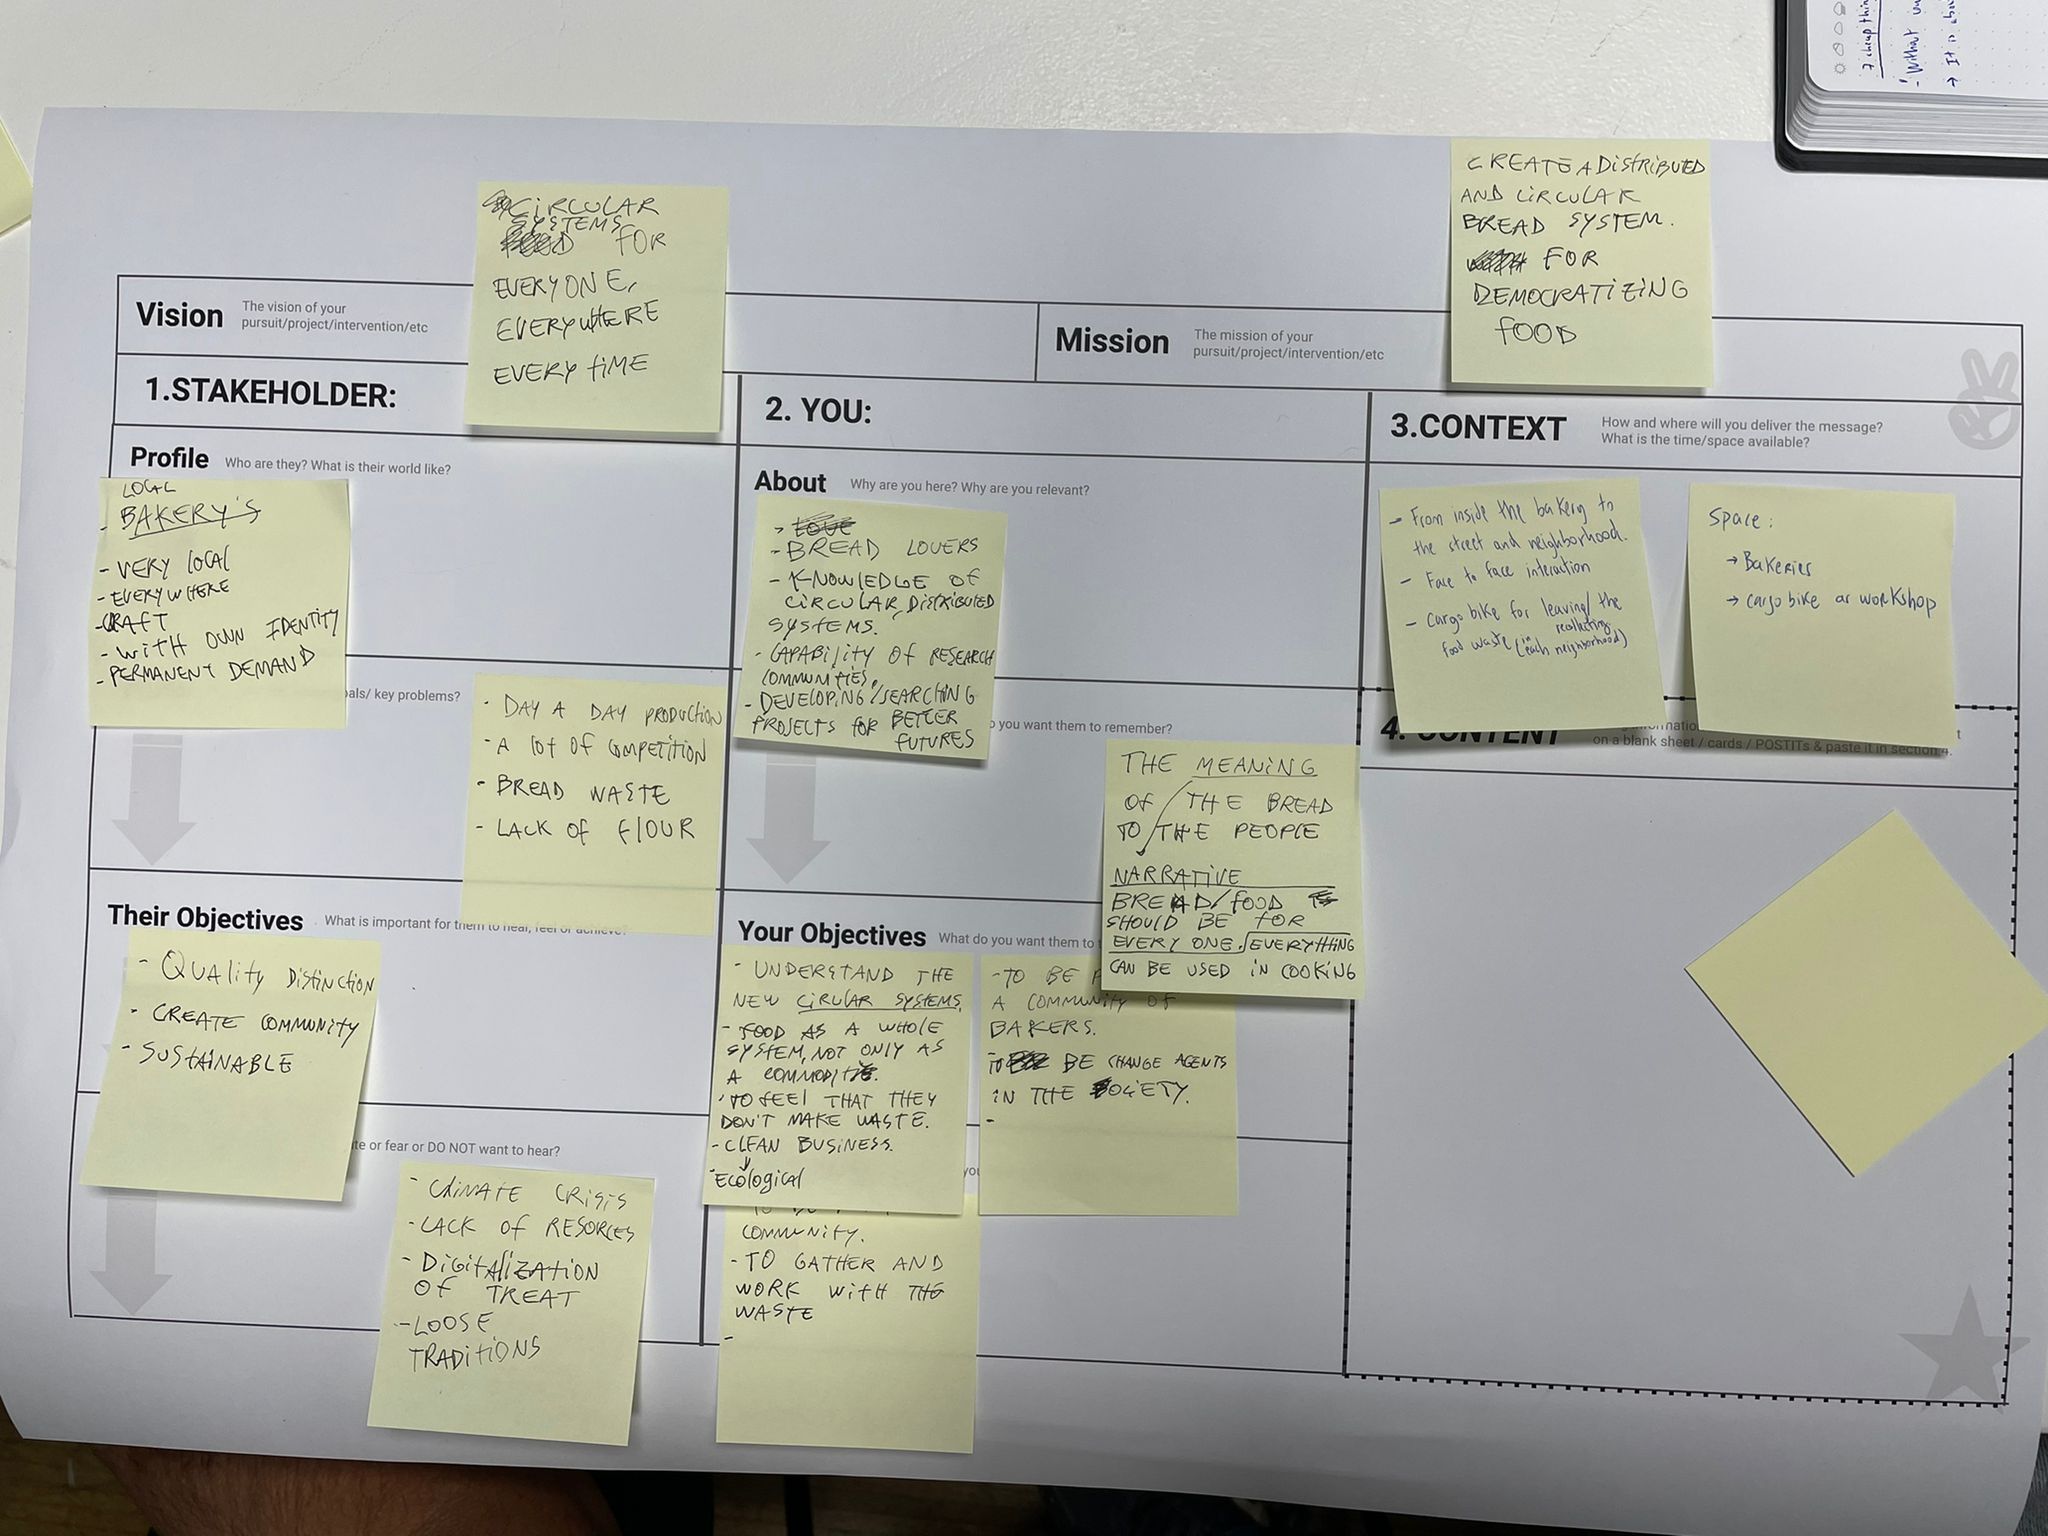 7 cheap thin
- Without
→ It is abou
CIRCULAR
SYSTEMS
FOR
EVERYONE,
EVERYWHERE
EVERY TIME
CREATE A DISTRIBUTED
AND CIRCULAR
BREAD SYSTEM.
FOR
DEMOCRATIZING
FOOD
Vision
The vision of your
pursuit/project/intervention/etc
Mission
The mission of your
pursuit/project/intervention/etc
1.STAKEHOLDER:
Profile Who are they? What is their world like?
LOCAL
- BAKERY'S
- VERY LOCAL
- EVERYWHERE
- CRAFT
- WITH OWN IDENTITY
- PERMANENT DEMAND
als/ key problems?
- DAY A DAY PRODUCTION
- A LOT OF COMPETITION
- BREAD WASTE
- LACK OF FLOUR
Their Objectives What is important for them to hear, feel or achieve?
- QUALITY DISTINCTION
- CREATE COMMUNITY
- SUSTAINABLE
te or fear or DO NOT want to hear?
- CLIMATE CRISIS
- LACK OF RESORCES
- DIGITALIZATION
OF TREAT
- LOOSE
TRADITIONS
2. YOU:
About Why are you here? Why are you relevant?
- BREAD LOVERS
- KNOWLEDGE OF
CIRCULAR, DISTRIBUTED
SYSTEMS.
- CAPABILITY OF RESEARCH
COMMUNITIES.
- DEVELOPING/SEARCHING
PROJECTS FOR BETTER
FUTURES
you want them to remember?
THE MEANING
OF THE BREAD
TO THE PEOPLE
NARRATIVE
BREAD/FOOD
SHOULD BE FOR
EVERY ONE. EVERYTHING
CAN BE USED IN COOKING
Your Objectives What do you want them to
- UNDERSTAND THE
NEW CIRULAR SYSTEMS.
- FOOD AS A WHOLE
SYSTEM, NOT ONLY AS
A COMMODITIE.
- TO FEEL THAT THEY
DON'T MAKE WASTE.
- CLEAN BUSINESS.
- ECOlogical
- TO BE
A COMMUNITY OF
BAKERS.
- TO BE CHANGE AGENTS
IN THE SOCIETY.
-
you
COMMUNITY.
- TO GATHER AND
WORK WITH THE
WASTE
-
3.CONTEXT
How and where will you deliver the message?
What is the time/space available?
- From inside the bakery to
the street and neighborhood.
- Face to face interaction
- Cargo bike for leaving/ the
recollecting
food waste (in each neighborhood)
Space:
→ Bakeries
→ cargo bike as workshop
4. CONTENT
on a blank sheet / cards / POSTITs & paste it in section 4.